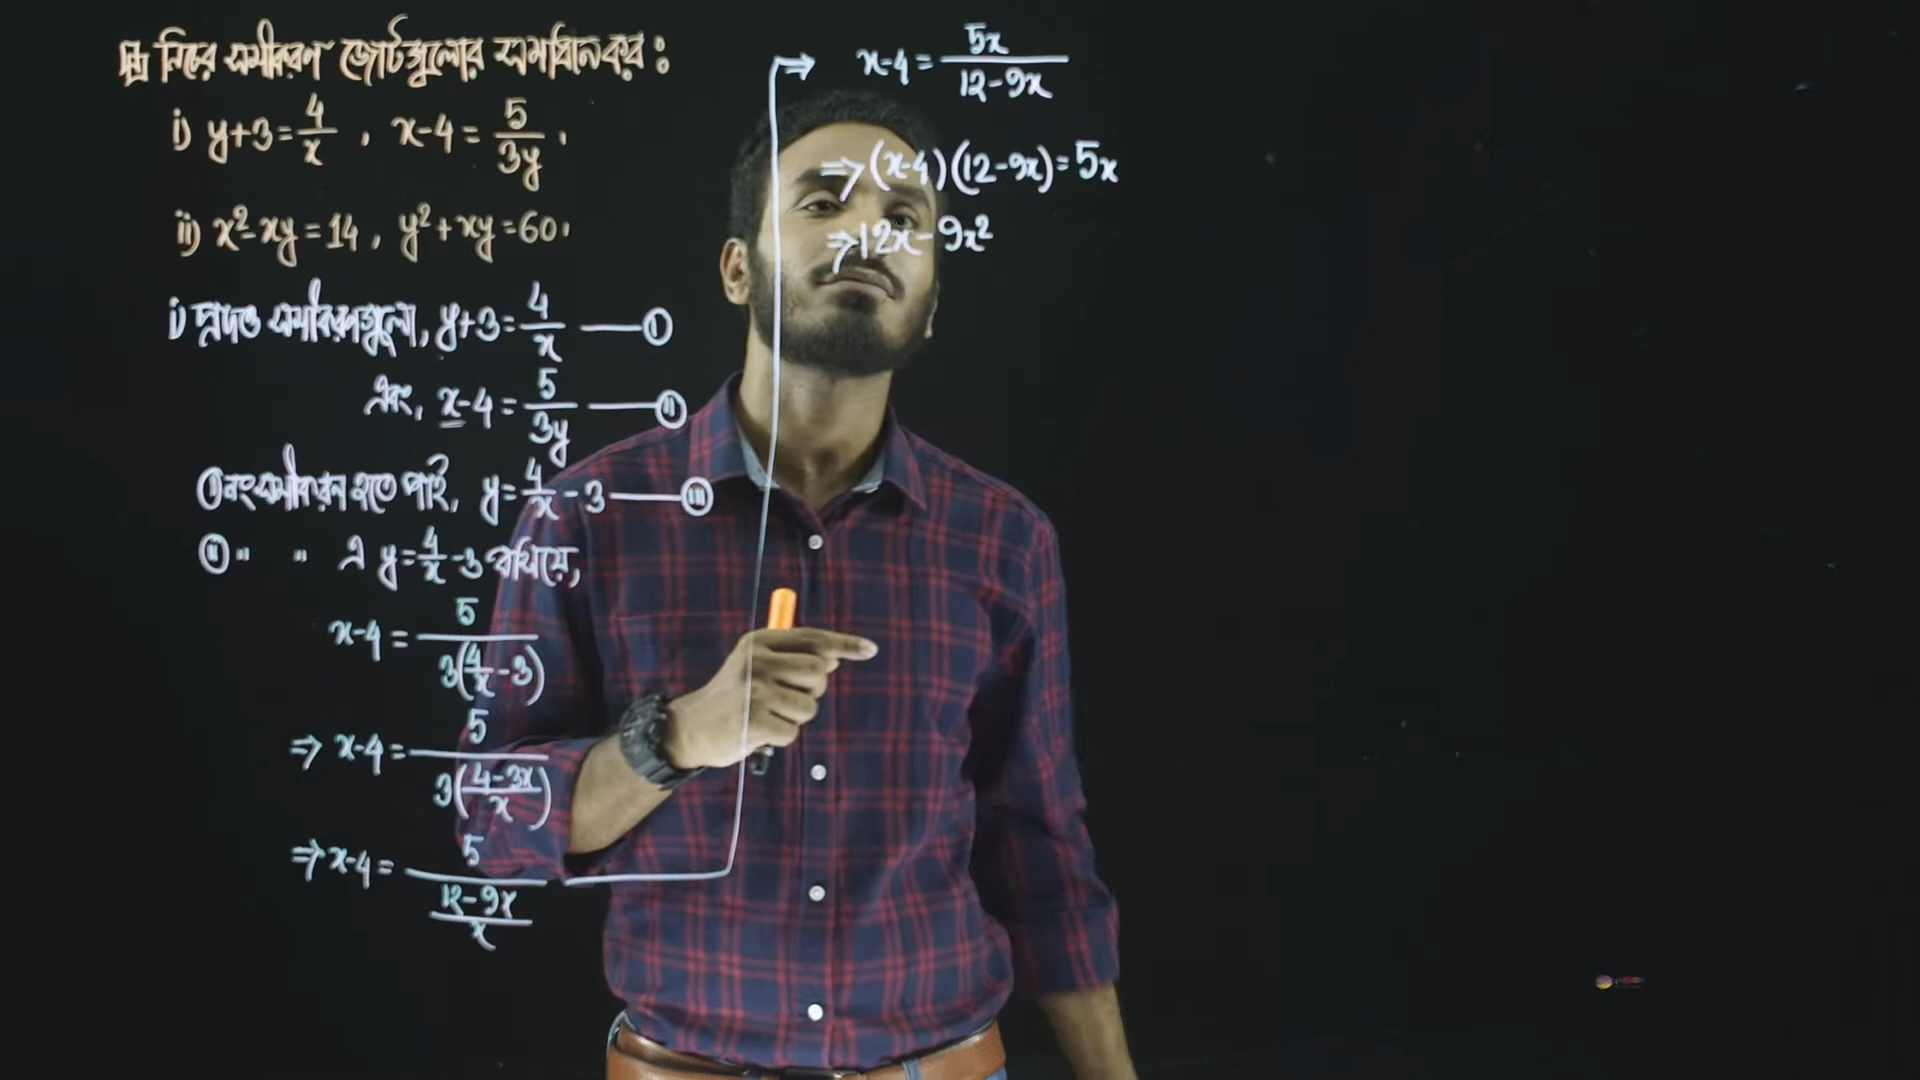 নিচের সমীকরণ জোটগুলোর সমাধান কর :
i) y+3 = 4/x , x-4 = 5/3y ।
ii) x²-xy = 14 , y²+xy = 60 ।
i) প্রদত্ত সমীকরণগুলো, y+3 = 4/x —— (i)
এবং, x-4 = 5/3y —— (ii)
(i) নং সমীকরণ হতে পাই, y = 4/x - 3 —— (iii)
(ii) " " এ y = 4/x - 3 বসিয়ে,
x-4 = 5/(3(4/x - 3))
⇒ x-4 = 5/(3((4-3x)/x))
⇒ x-4 = 5/((12-9x)/x)
⇒ x-4 = 5x/(12-9x)
⇒ (x-4)(12-9x) = 5x
⇒ 12x - 9x²